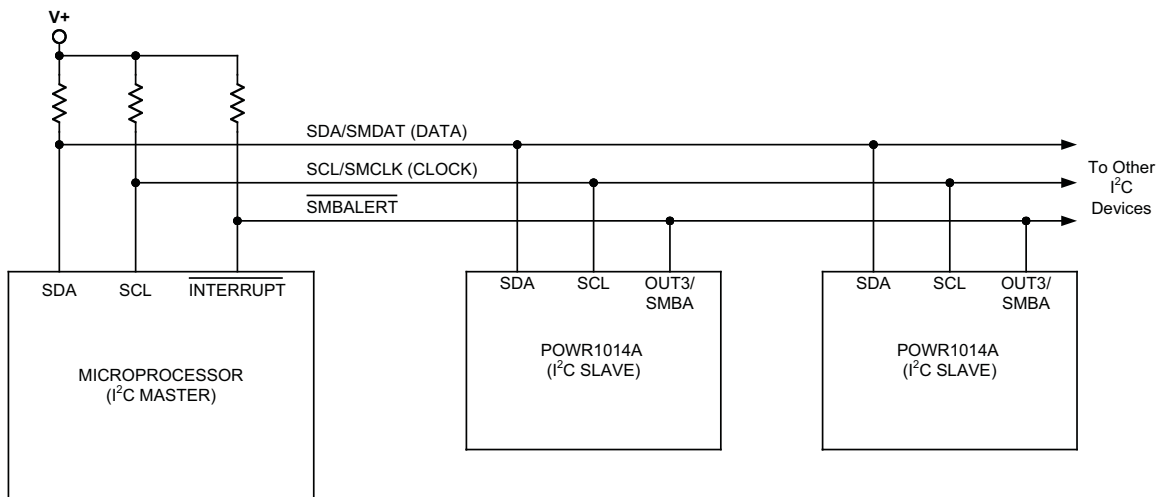 V+
SDA/SMDAT (DATA)
SCL/SMCLK (CLOCK)
SMBALERT
To Other
I²C
Devices
SDA SCL INTERRUPT
MICROPROCESSOR
(I²C MASTER)
SDA SCL OUT3/
SMBA
POWR1014A
(I²C SLAVE)
SDA SCL OUT3/
SMBA
POWR1014A
(I²C SLAVE)